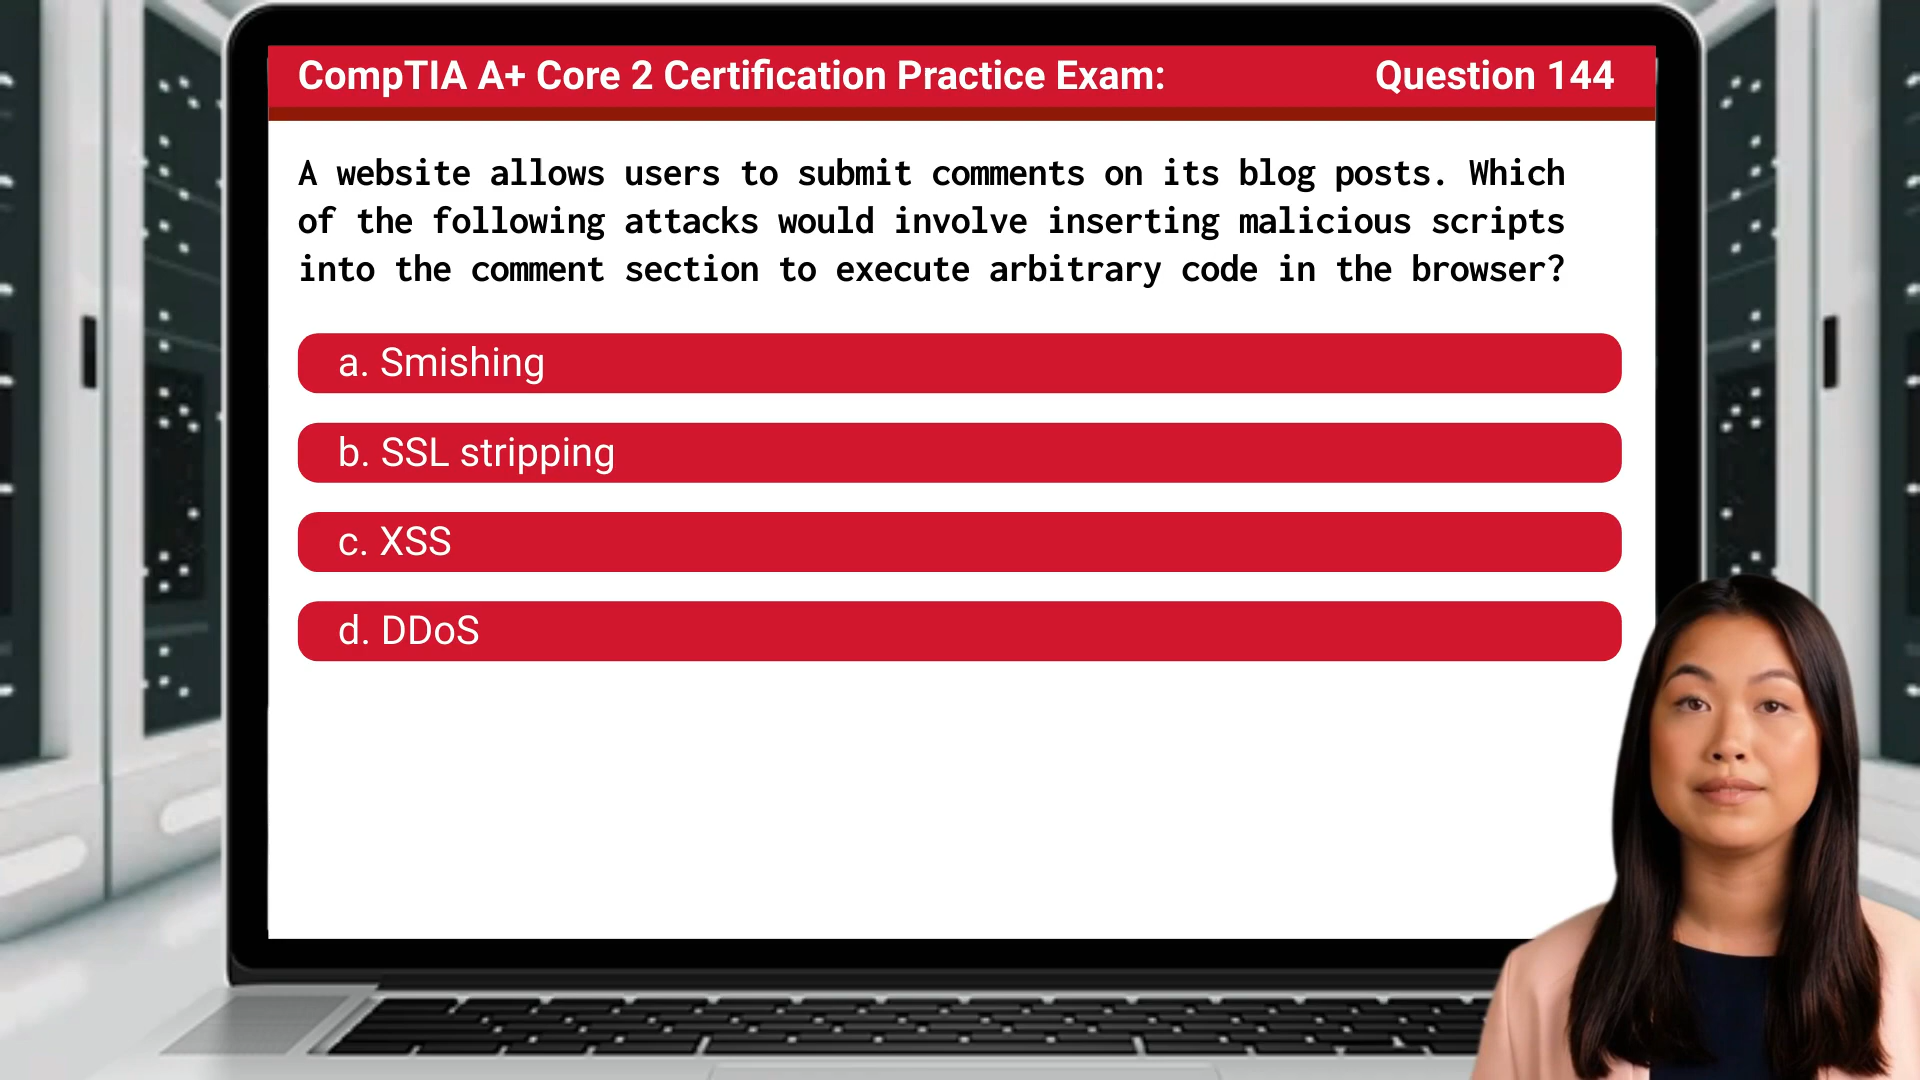 CompTIA A+ Core 2 Certification Practice Exam: Question 144
A website allows users to submit comments on its blog posts. Which
of the following attacks would involve inserting malicious scripts
into the comment section to execute arbitrary code in the browser?
a. Smishing
b. SSL stripping
c. XSS
d. DDoS